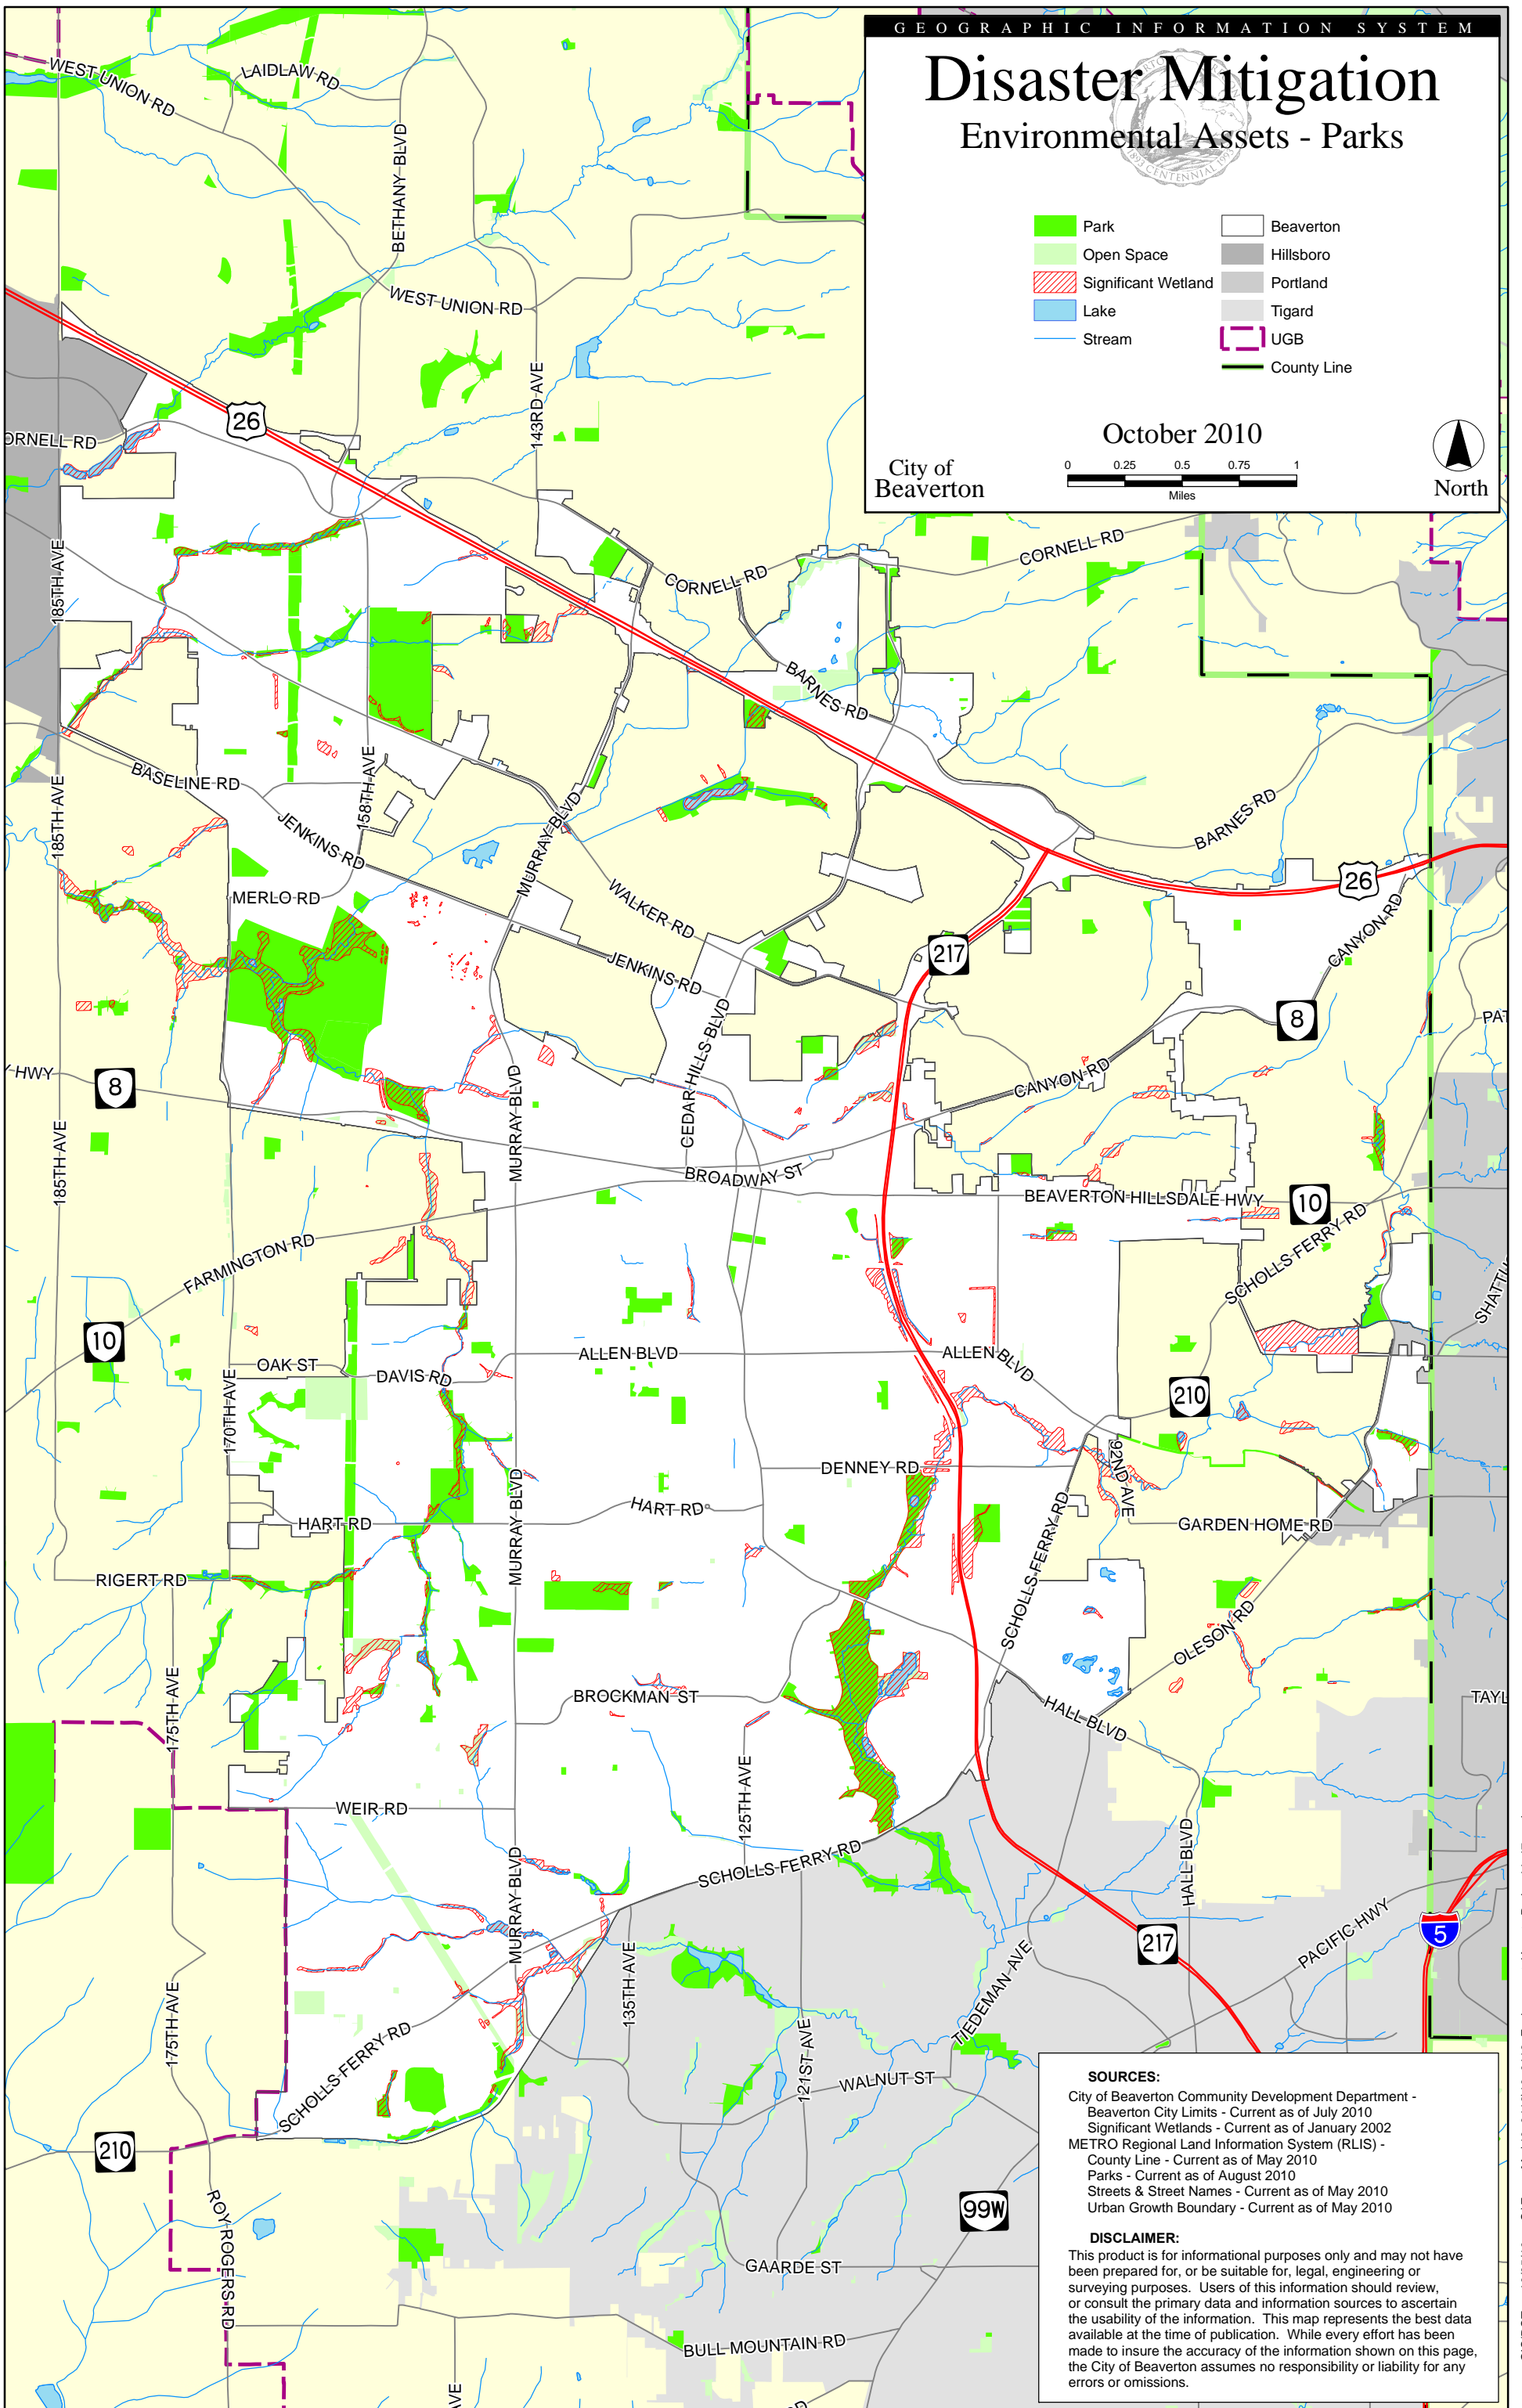 GEOGRAPHIC INFORMATION SYSTEM
Disaster Mitigation
Environmental Assets - Parks
1893 CENTENNIAL 1993
Park
Open Space
Significant Wetland
Lake
Stream
Beaverton
Hillsboro
Portland
Tigard
UGB
County Line
October 2010
City of
Beaverton
0 0.25 0.5 0.75 1
Miles
North
WEST UNION RD
LAIDLAW RD
BETHANY BLVD
WEST UNION RD
143RD AVE
26
ORNELL RD
185TH AVE
CORNELL RD
CORNELL RD
BARNES RD
BASELINE RD
158TH AVE
JENKINS RD
185TH AVE
MURRAY BLVD
BARNES RD
MERLO RD
WALKER RD
26
CANYON RD
217
JENKINS RD
8
CEDAR HILLS BLVD
PAT
Y HWY
8
CANYON RD
MURRAY BLVD
185TH AVE
BROADWAY ST
BEAVERTON HILLSDALE HWY
10
FARMINGTON RD
SCHOLLS FERRY RD
SHATTU
10
OAK ST
DAVIS RD
ALLEN BLVD
ALLEN BLVD
170TH AVE
210
DENNEY RD
92ND AVE
MURRAY BLVD
HART RD
HART RD
GARDEN HOME RD
RIGERT RD
SCHOLLS FERRY RD
OLESON RD
175TH AVE
BROCKMAN ST
HALL BLVD
TAYL
125TH AVE
WEIR RD
SCHOLLS FERRY RD
HALL BLVD
MURRAY BLVD
PACIFIC HWY
5
217
135TH AVE
TIEDEMAN AVE
175TH AVE
SCHOLLS FERRY RD
121ST AVE
WALNUT ST
210
ROY ROGERS RD
99W
GAARDE ST
BULL MOUNTAIN RD
AVE
SOURCES:
City of Beaverton Community Development Department -
Beaverton City Limits - Current as of July 2010
Significant Wetlands - Current as of January 2002
METRO Regional Land Information System (RLIS) -
County Line - Current as of May 2010
Parks - Current as of August 2010
Streets & Street Names - Current as of May 2010
Urban Growth Boundary - Current as of May 2010
DISCLAIMER:
This product is for informational purposes only and may not have
been prepared for, or be suitable for, legal, engineering or
surveying purposes. Users of this information should review,
or consult the primary data and information sources to ascertain
the usability of the information. This map represents the best data
available at the time of publication. While every effort has been
made to insure the accuracy of the information shown on this page,
the City of Beaverton assumes no responsibility or liability for any
errors or omissions.